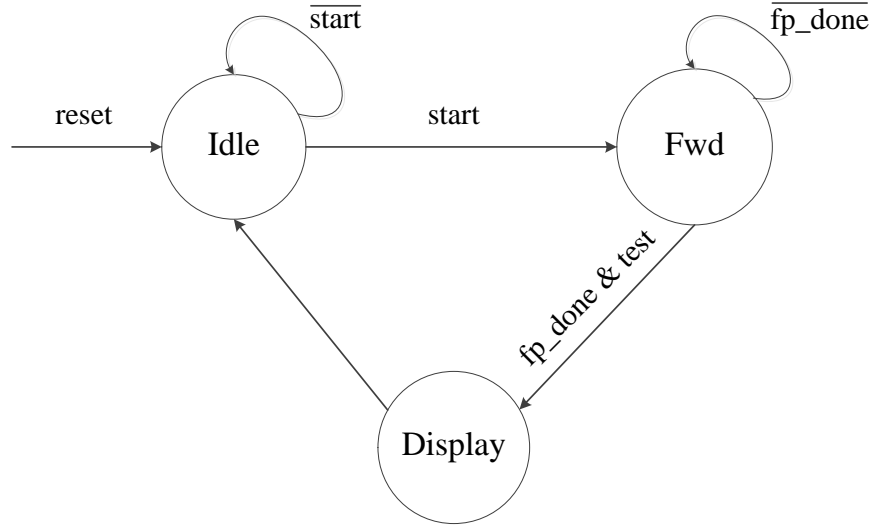 start
fp_done
reset
Idle
start
Fwd
fp_done & test
Display